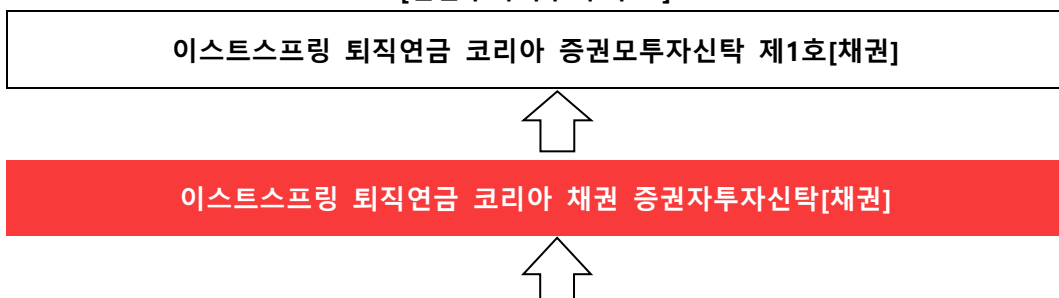 이스트스프링 퇴직연금 코리아 증권모투자신탁 제1호[채권]
이스트스프링 퇴직연금 코리아 채권 증권자투자신탁[채권]